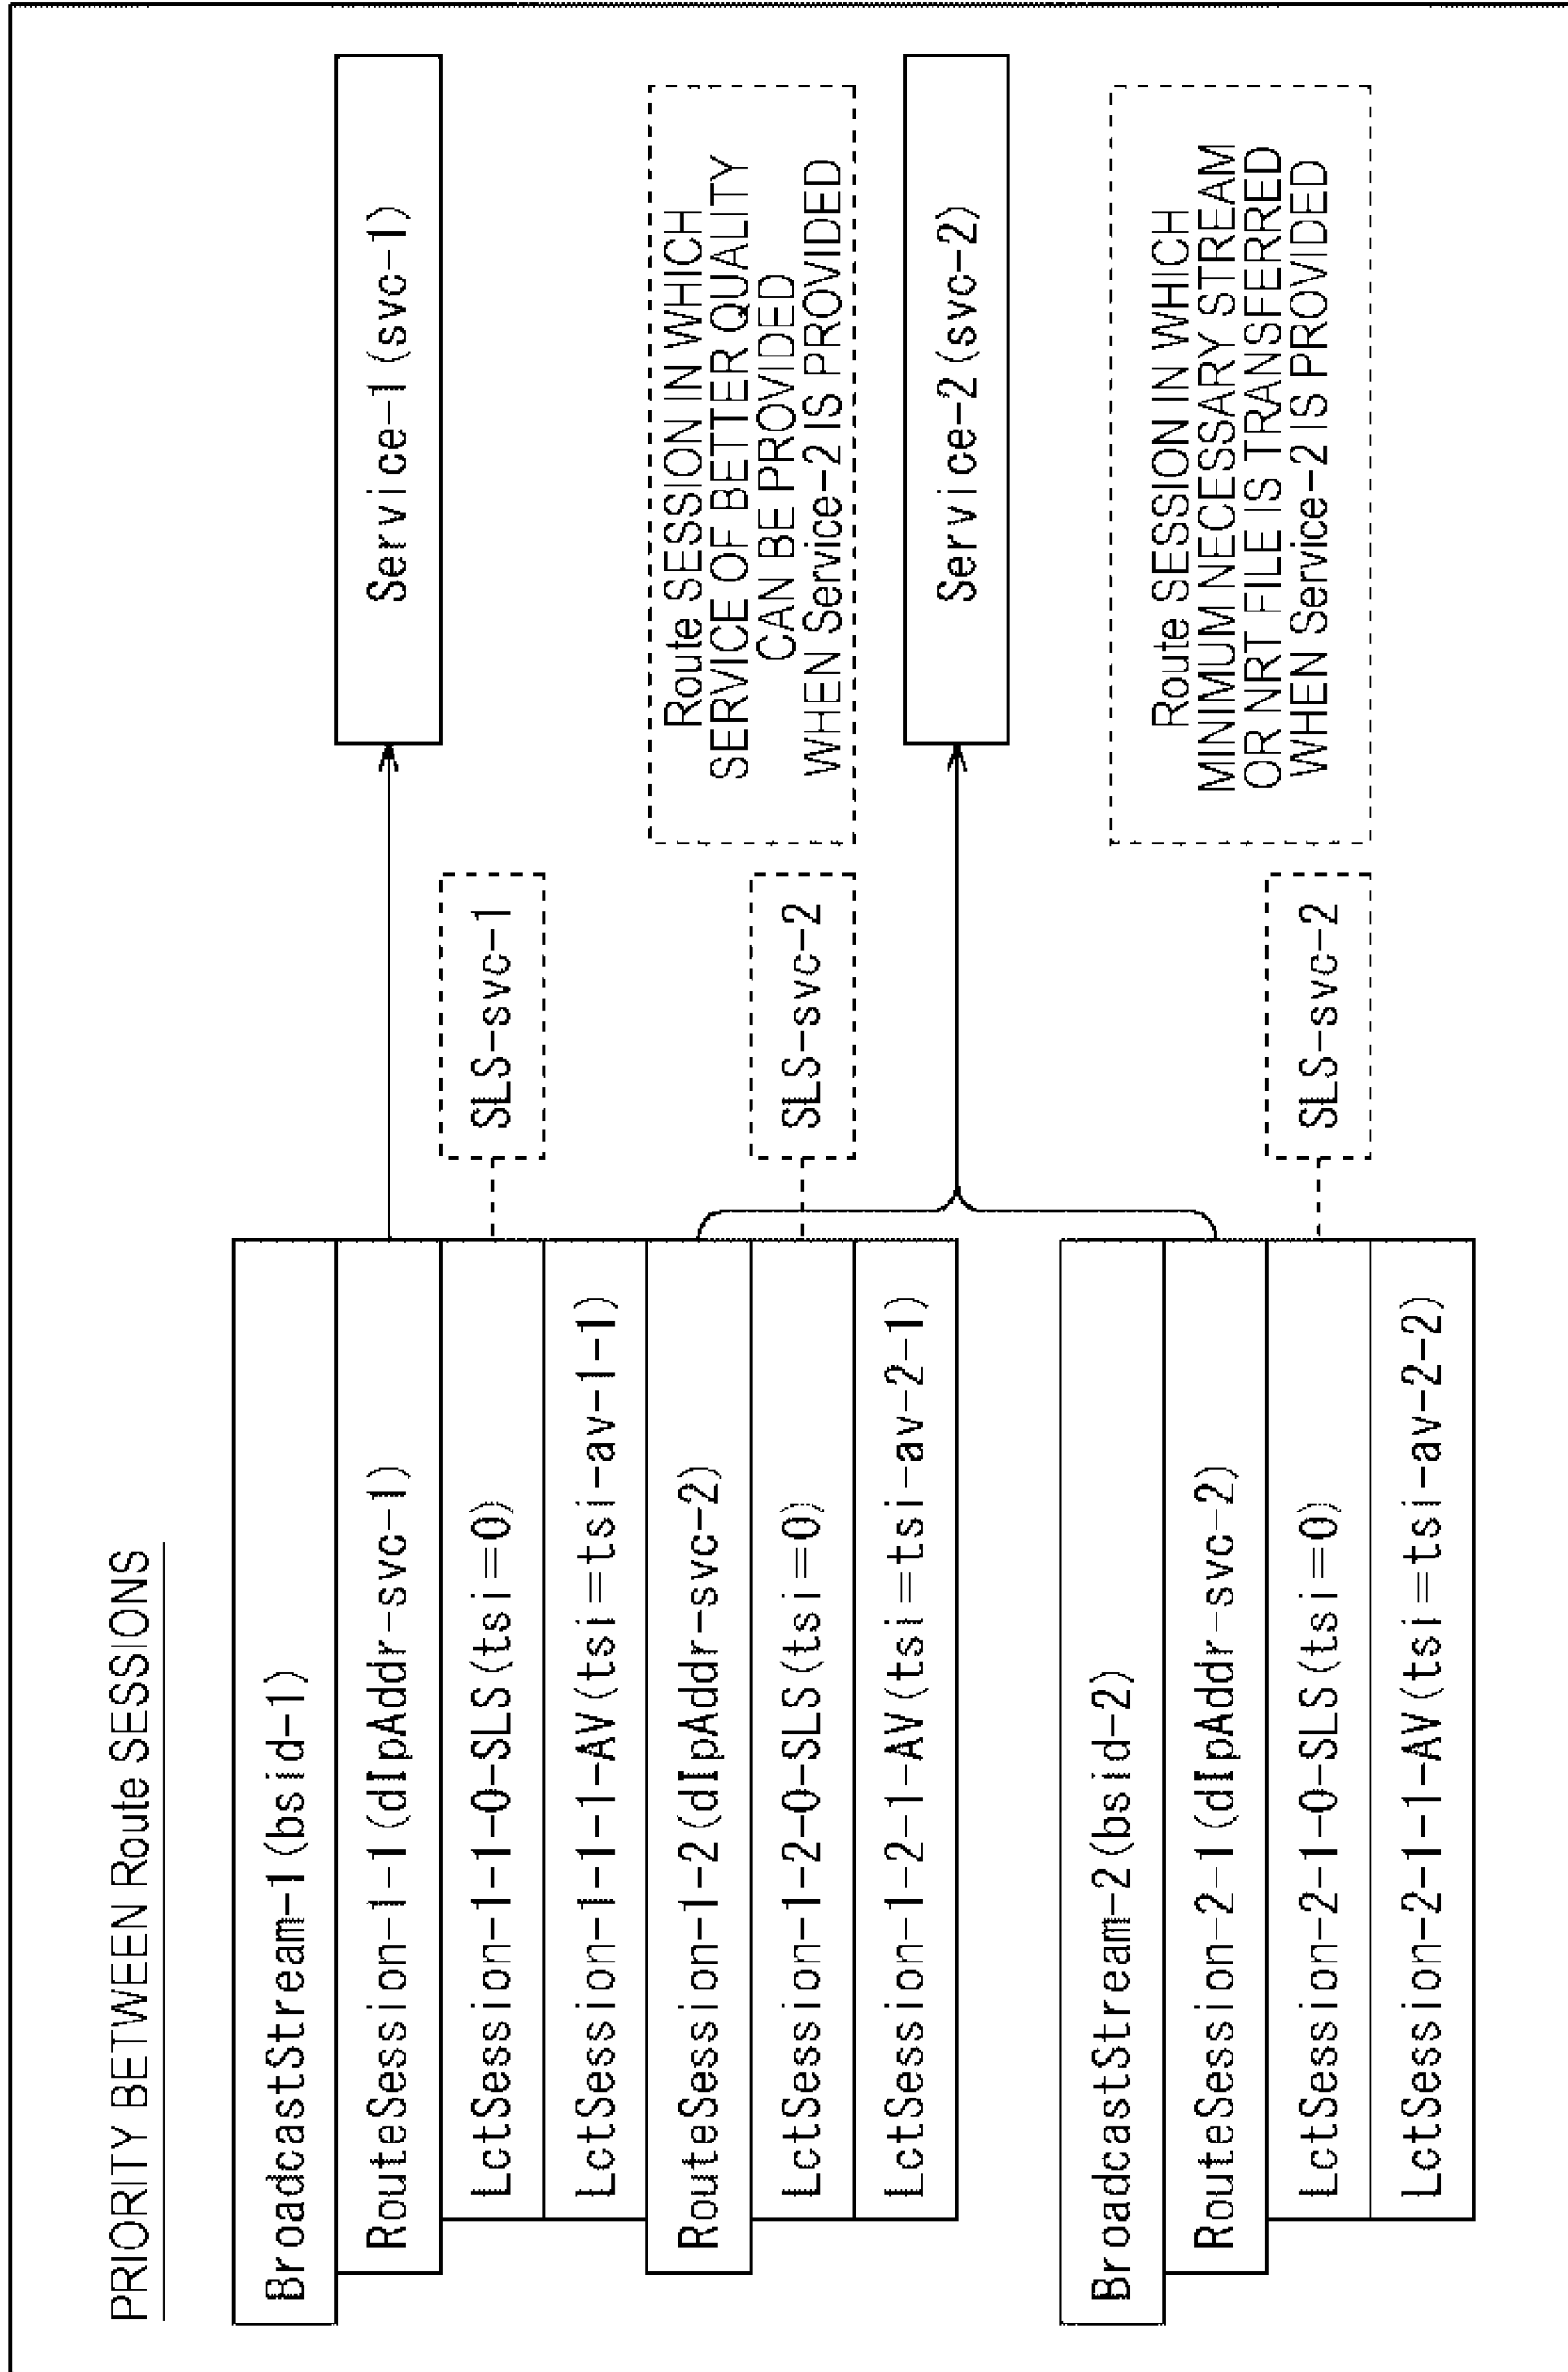 PRIORITY BETWEEN Route SESSIONS
BroadcastStream-1(bsid-1)
RouteSession-1-1(dIpAddr-svc-1)
Service-1(svc-1)
LctSession-1-1-0-SLS(tsi=0)
SLS-svc-1
LctSession-1-1-1-AV(tsi=tsi-av-1-1)
RouteSession-1-2(dIpAddr-svc-2)
LctSession-1-2-0-SLS(tsi=0)
SLS-svc-2
Route SESSION IN WHICH
SERVICE OF BETTER QUALITY
CAN BE PROVIDED
WHEN Service-2 IS PROVIDED
LctSession-1-2-1-AV(tsi=tsi-av-2-1)
Service-2(svc-2)
BroadcastStream-2(bsid-2)
RouteSession-2-1(dIpAddr-svc-2)
LctSession-2-1-0-SLS(tsi=0)
SLS-svc-2
Route SESSION IN WHICH
MINIMUM NECESSARY STREAM
OR NRT FILE IS TRANSFERRED
WHEN Service-2 IS PROVIDED
LctSession-2-1-1-AV(tsi=tsi-av-2-2)